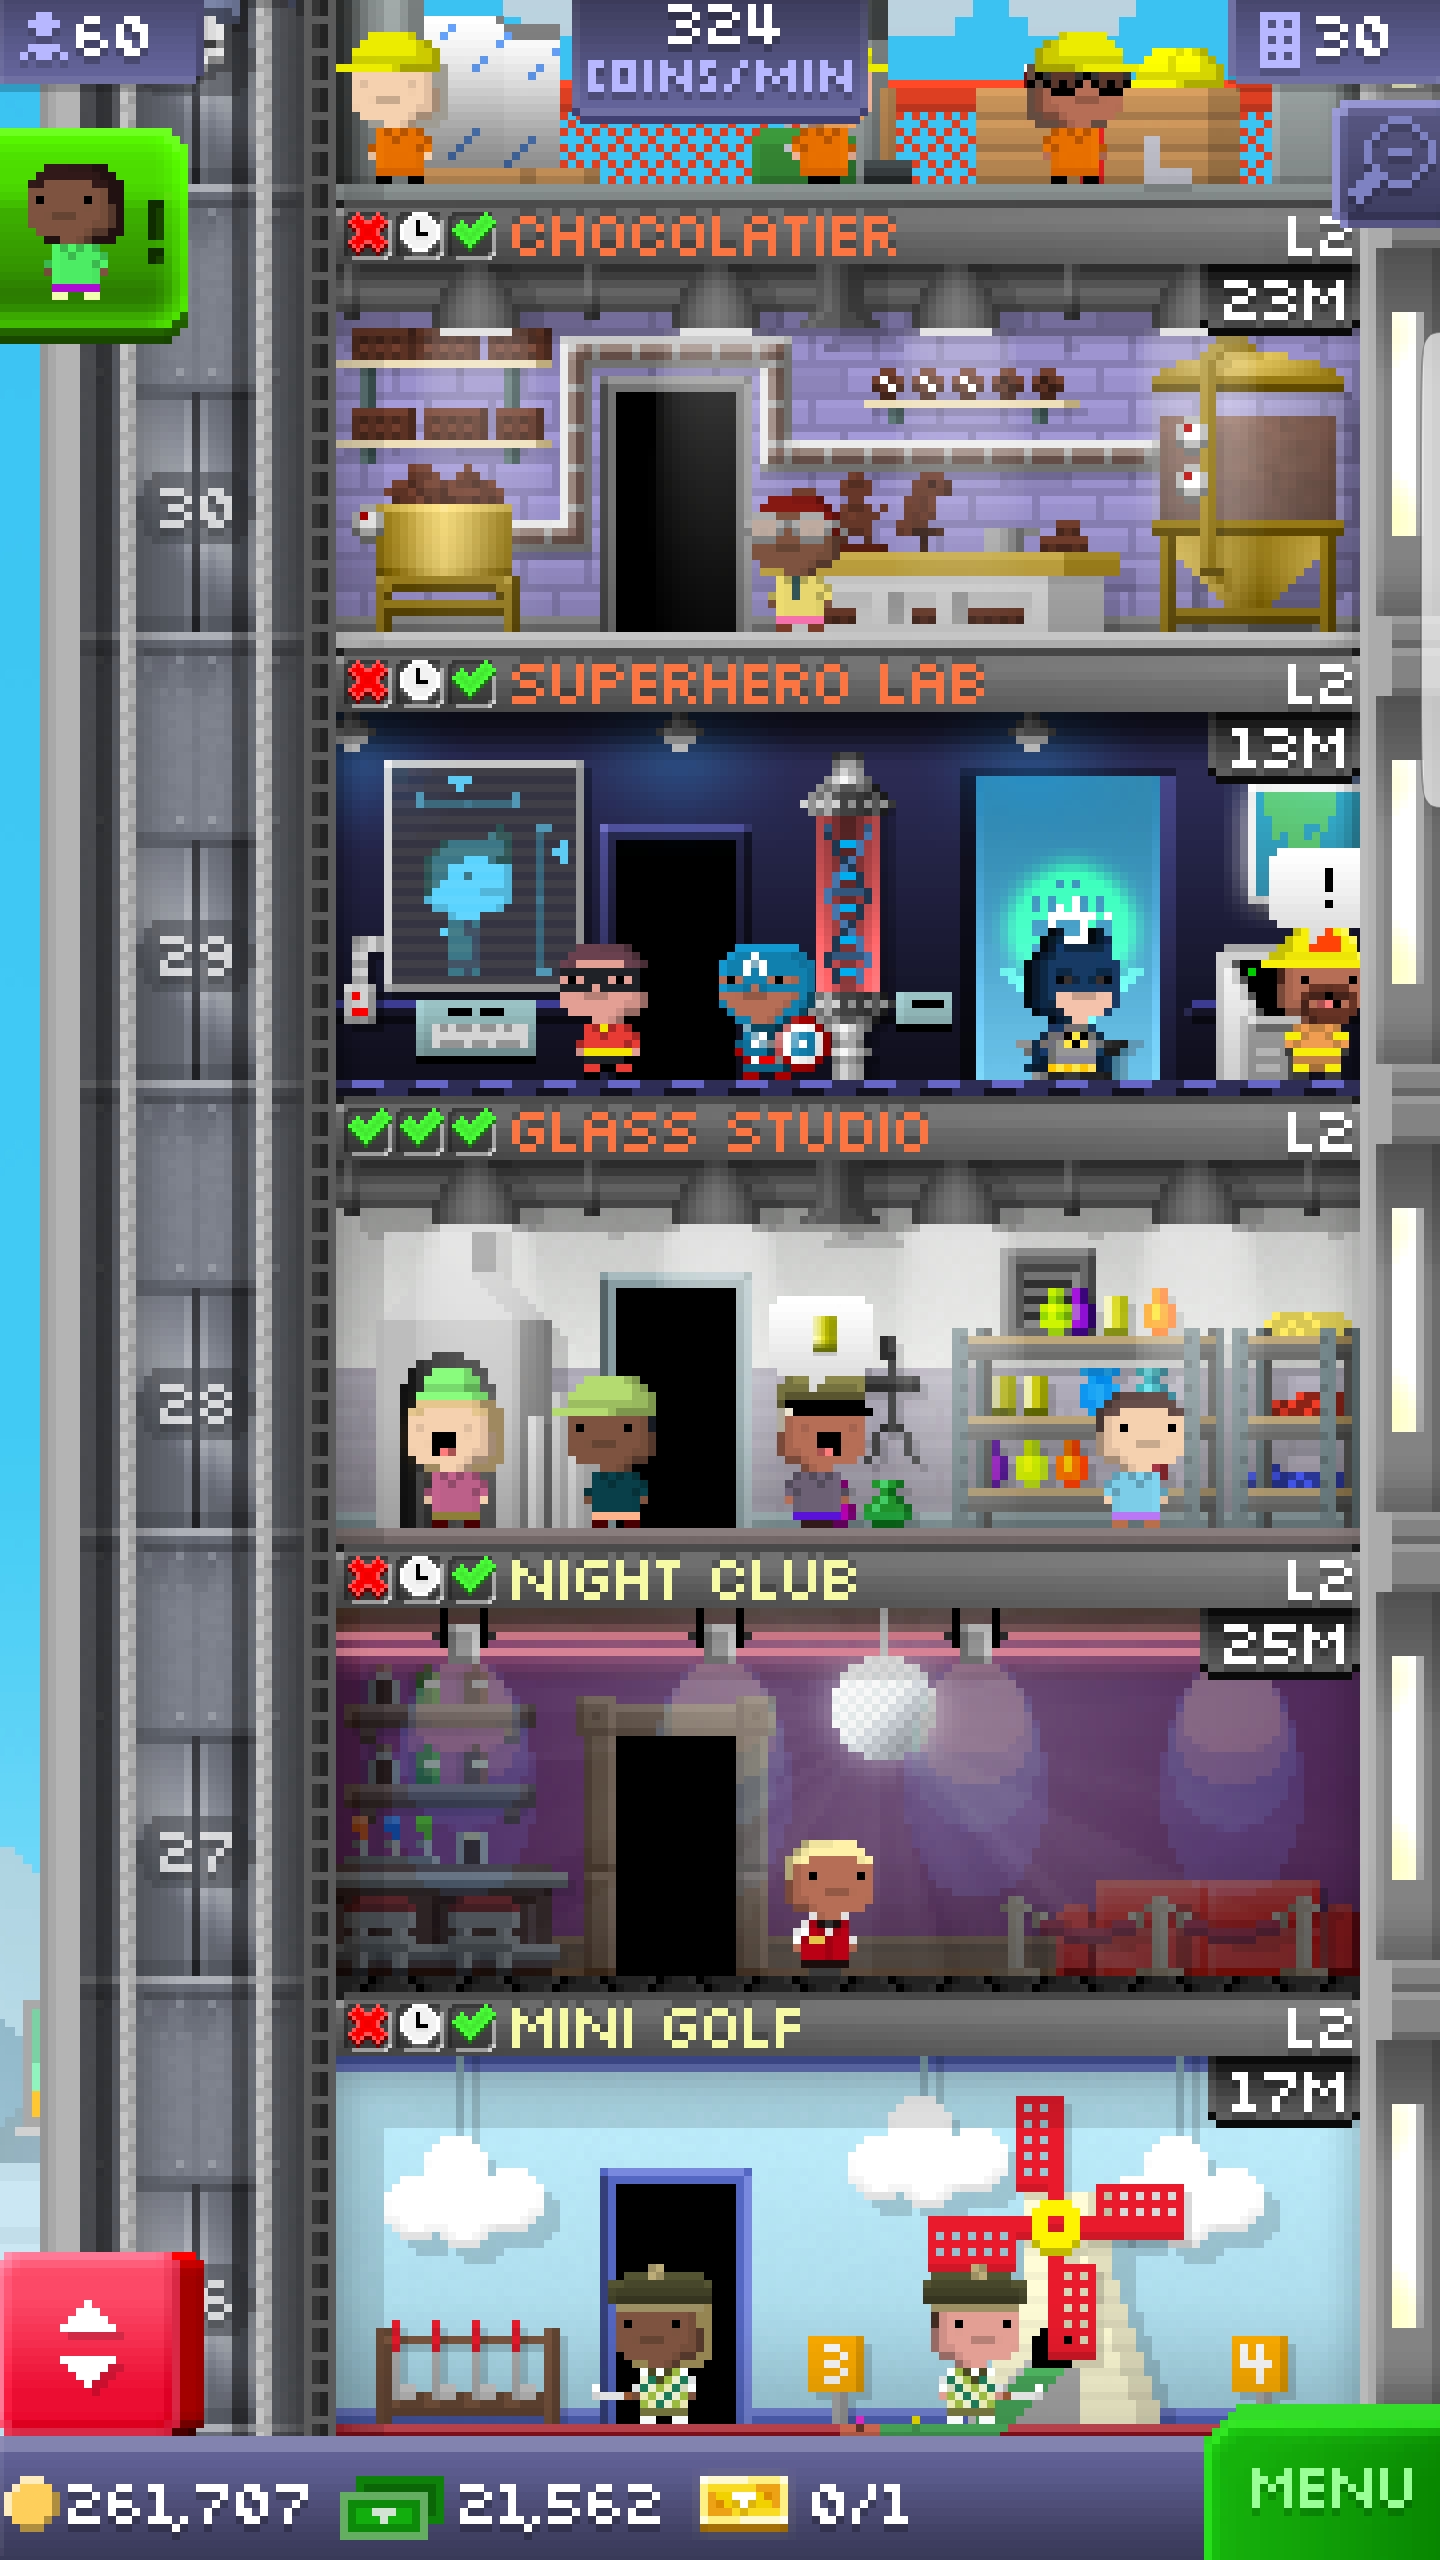 60
324
COINS/MIN
30
!
CHOCOLATIER
L2
23M
30
SUPERHERO LAB
L2
13M
29
A
!
GLASS STUDIO
L2
28
NIGHT CLUB
L2
25M
27
MINI GOLF
L2
17M
3
4
261,707
21,562
0/1
MENU